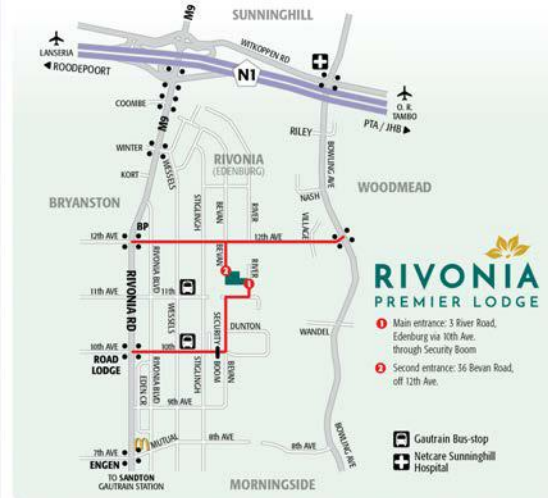 SUNNINGHILL
M9
WITKOPPEN RD
LANSERIA
ROODEPOORT
N1
O. R.
TAMBO
PTA / JHB
COOMBE
M9
RILEY
BOWLING AVE
WINTER
WESSELS
RIVONIA
(EDENBURG)
STIGLINGH
BEVAN
RIVER
KORT
NASH
WOODMEAD
BRYANSTON
VILLAGE
BP
12th AVE
12th AVE
RIVONIA RD
RIVONIA BLVD
BEVAN
RIVER
2
1
11th AVE
11th
WESSELS
SECURITY
BOOM
DUNTON
WANDEL
10th AVE
10th
ROAD
LODGE
EDEN CR.
RIVONIA BLVD
STIGLINGH
BEVAN
9th AVE
MUTUAL
8th AVE
8th AVE
BOWLING AVE
7th AVE
ENGEN
TO SANDTON
GAUTRAIN STATION
MORNINGSIDE
RIVONIA
PREMIER LODGE
1 Main entrance: 3 River Road,
Edenburg via 10th Ave.
through Security Boom
2 Second entrance: 36 Bevan Road,
off 12th Ave.
Gautrain Bus-stop
Netcare Sunninghill
Hospital